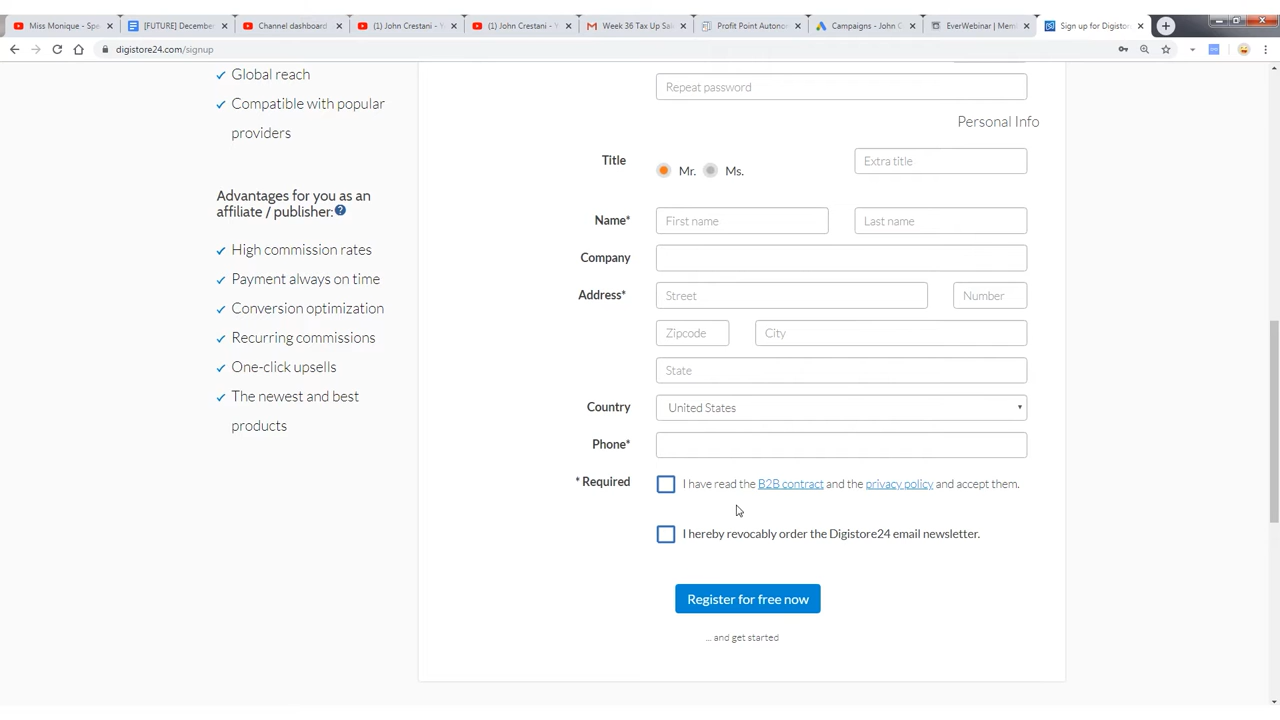 Miss Monique - Spe
[FUTURE] Decembe
Channel dashboard
(1) John Crestani - Y
(1) John Crestani - Y
Week 36 Tax Up Sal
Profit Point Autono
Campaigns - John C
EverWebinar | Mem
Sign up for Digistor
digistore24.com/signup
Global reach
Compatible with popular
providers
Advantages for you as an
affiliate / publisher:
High commission rates
Payment always on time
Conversion optimization
Recurring commissions
One-click upsells
The newest and best
products
Repeat password
Personal Info
Title
Mr.
Ms.
Extra title
Name*
First name
Last name
Company
Address*
Street
Number
Zipcode
City
State
Country
United States
Phone*
* Required
I have read the B2B contract and the privacy policy and accept them.
I hereby revocably order the Digistore24 email newsletter.
Register for free now
... and get started